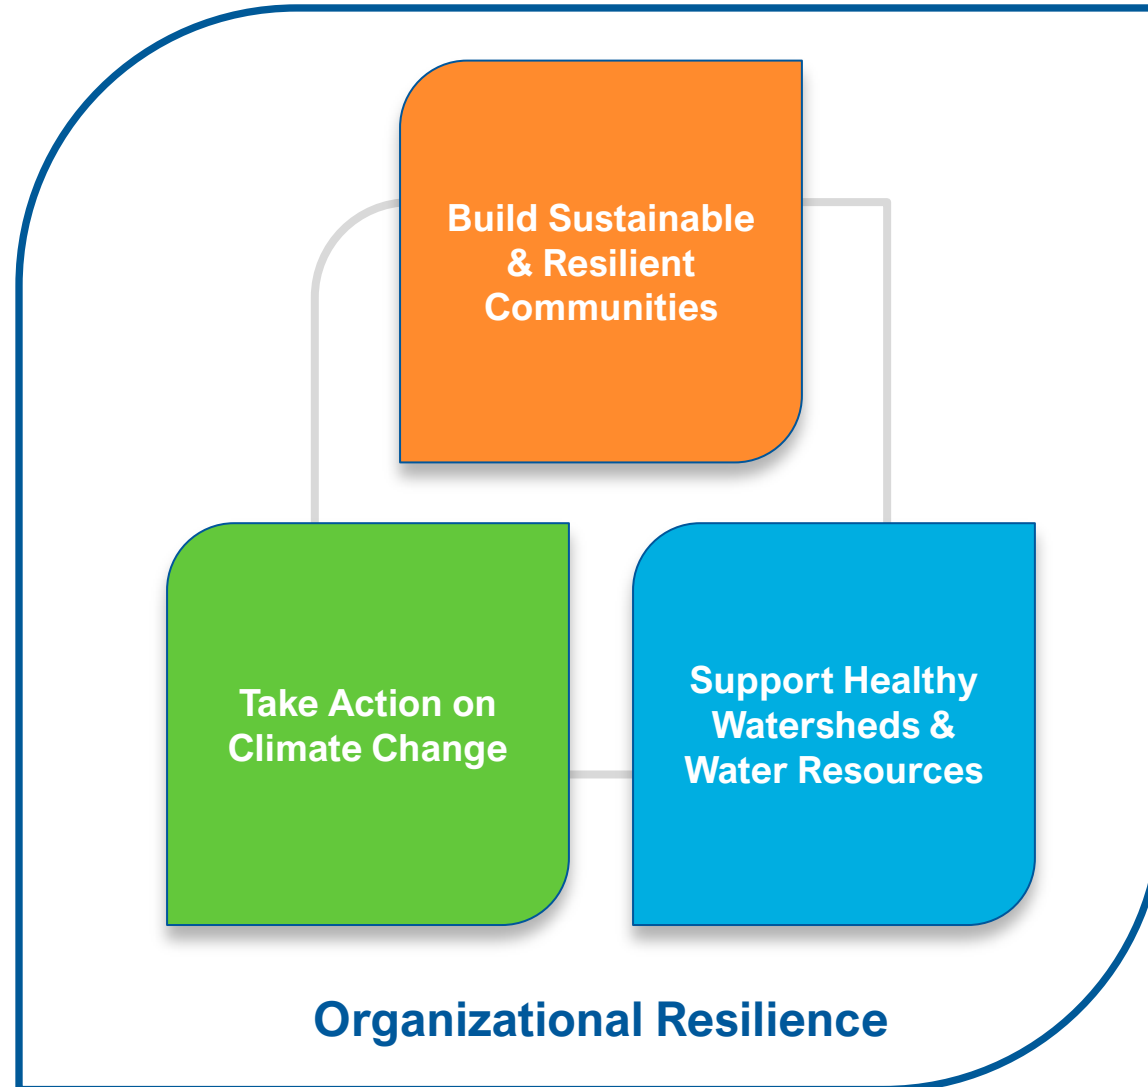 Build Sustainable
& Resilient
Communities
Take Action on
Climate Change
Support Healthy
Watersheds &
Water Resources
Organizational Resilience